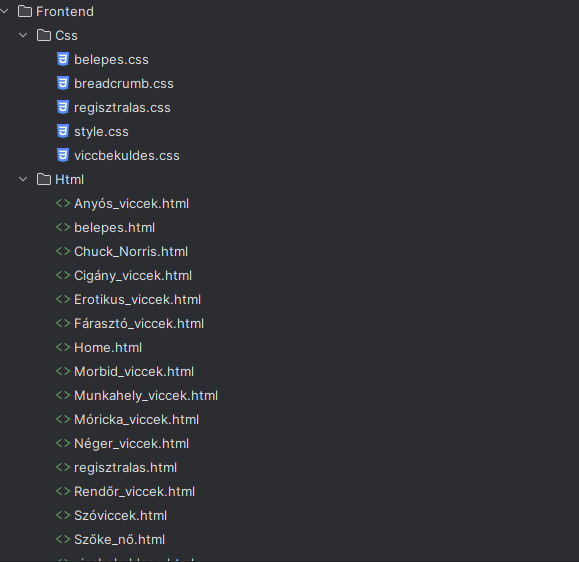 Frontend
Css
belepes.css
breadcrumb.css
regisztralas.css
style.css
viccbekuldes.css
Html
Anyós_viccek.html
belepes.html
Chuck_Norris.html
Cigány_viccek.html
Erotikus_viccek.html
Fárasztó_viccek.html
Home.html
Morbid_viccek.html
Munkahely_viccek.html
Móricka_viccek.html
Néger_viccek.html
regisztralas.html
Rendőr_viccek.html
Szóviccek.html
Szőke_nő.html